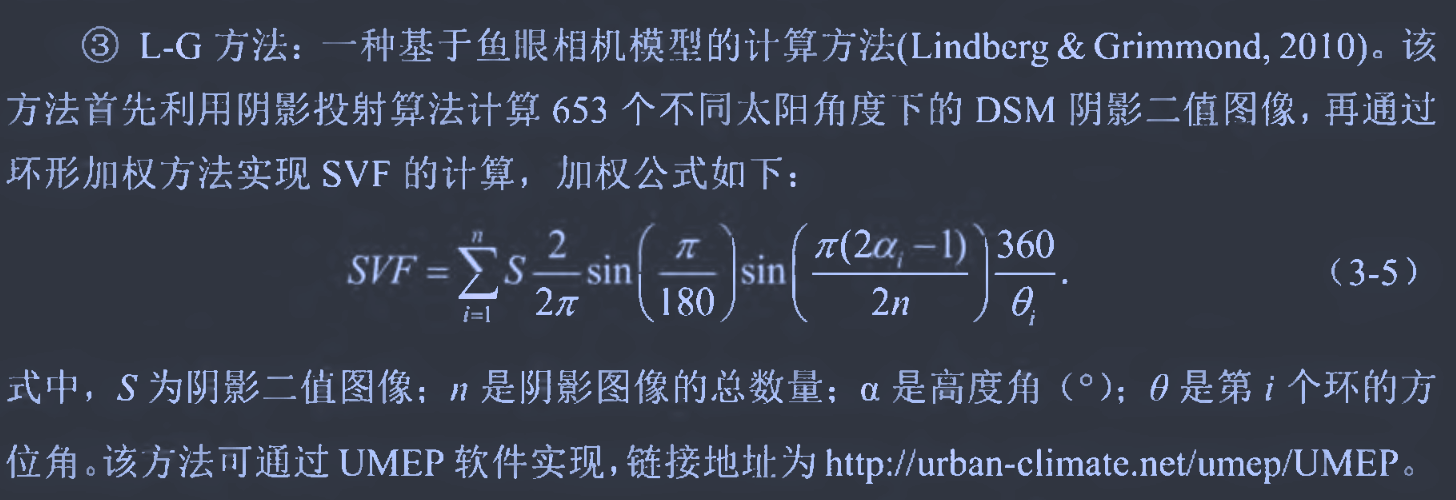 ③ L-G 方法：一种基于鱼眼相机模型的计算方法(Lindberg & Grimmond, 2010)。该
方法首先利用阴影投射算法计算 653 个不同太阳角度下的 DSM 阴影二值图像，再通过
环形加权方法实现 SVF 的计算，加权公式如下：
$SVF = \sum_{i=1}^{n} S \frac{2}{2\pi} \sin\left(\frac{\pi}{180}\right) \sin\left(\frac{\pi(2\alpha_i - 1)}{2n}\right) \frac{360}{\theta_i}.$ （3-5）
式中，S 为阴影二值图像；n 是阴影图像的总数量；α 是高度角（°）；θ 是第 i 个环的方
位角。该方法可通过 UMEP 软件实现，链接地址为 http://urban-climate.net/umep/UMEP。